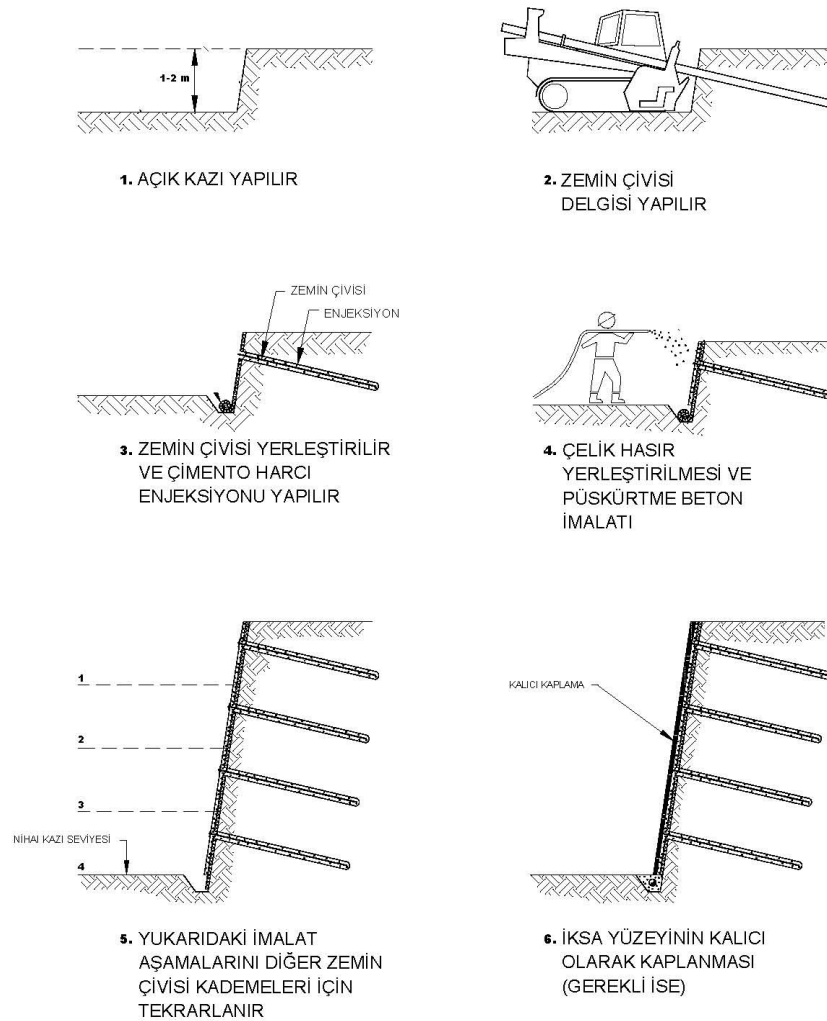 1-2 m
1. AÇIK KAZI YAPILIR
2. ZEMİN ÇİVİSİ
DELGİSİ YAPILIR
ZEMİN ÇİVİSİ
ENJEKSİYON
3. ZEMİN ÇİVİSİ YERLEŞTİRİLİR
VE ÇİMENTO HARCI
ENJEKSİYONU YAPILIR
4. ÇELİK HASIR
YERLEŞTİRİLMESİ VE
PÜSKÜRTME BETON
İMALATI
1
2
3
NİHAI KAZI SEVİYESİ
4
5. YUKARIDAKİ İMALAT
AŞAMALARINI DİĞER ZEMİN
ÇİVİSİ KADEMELERİ İÇİN
TEKRARLANIR
KALICI KAPLAMA
6. İKSA YÜZEYİNİN KALICI
OLARAK KAPLANMASI
(GEREKLİ İSE)